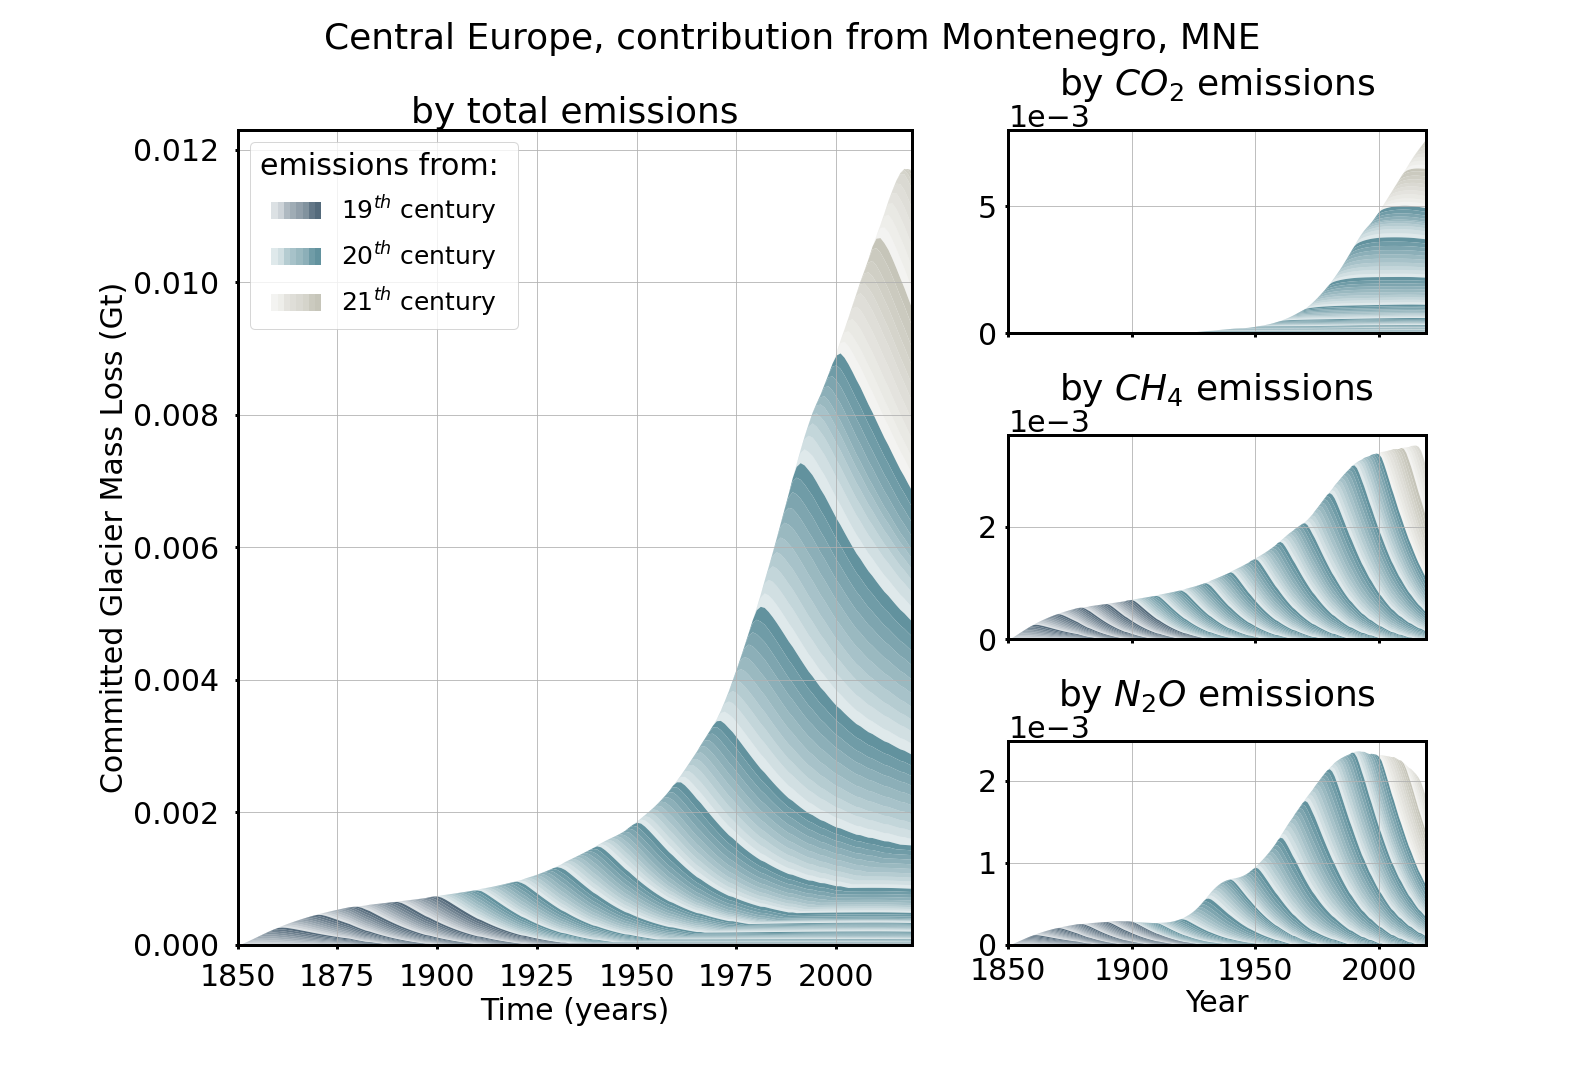 Central Europe, contribution from Montenegro, MNE
by total emissions
Committed Glacier Mass Loss (Gt)
0.012
0.010
0.008
0.006
0.004
0.002
0.000
emissions from:
19th century
20th century
21th century
1850 1875 1900 1925 1950 1975 2000
Time (years)
by CO₂ emissions
1e−3
5
0
by CH₄ emissions
1e−3
2
0
by N₂O emissions
1e−3
2
1
0
1850 1900 1950 2000
Year